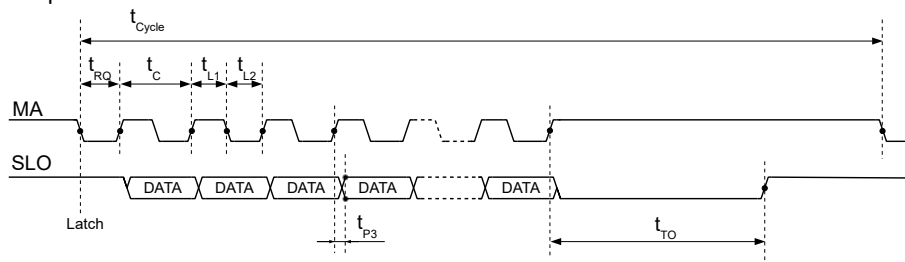 t_Cycle
t_RQ t_C t_L1 t_L2
MA
SLO
DATA DATA DATA DATA DATA
Latch
t_P3
t_TO